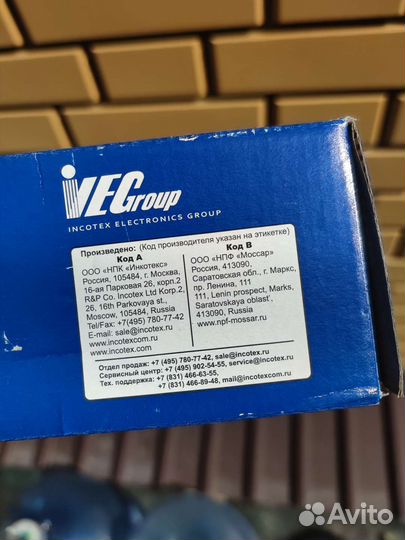 iVEGroup
INCOTEX ELECTRONICS GROUP
Произведено: (Код производителя указан на этикетке)
Код А
ООО «НПК «Инкотекс»
Россия, 105484, г. Москва,
16-ая Парковая 26, корп.2
R&P Co. Incotex Ltd Korp.2,
26, 16th Parkovaya st.,
Moscow, 105484, Russia
Tel/Fax: +7(495) 780-77-42
E-mail: sale@incotex.ru
www.incotexcom.ru
www.incotex.com
Код В
ООО «НПФ «Моссар»
Россия, 413090,
Саратовская обл., г. Маркс,
пр. Ленина, 111
111, Lenin prospect, Marks,
Saratovskaya oblast',
413090, Russia
www.npf-mossar.ru
Отдел продаж: +7 (495) 780-77-42, sale@incotex.ru
Сервисный центр: +7 (495) 902-54-55, service@incotex.ru
Тех. поддержка: +7 (831) 466-63-55,
+7 (831) 466-89-48, mail@incotexcom.ru
Avito